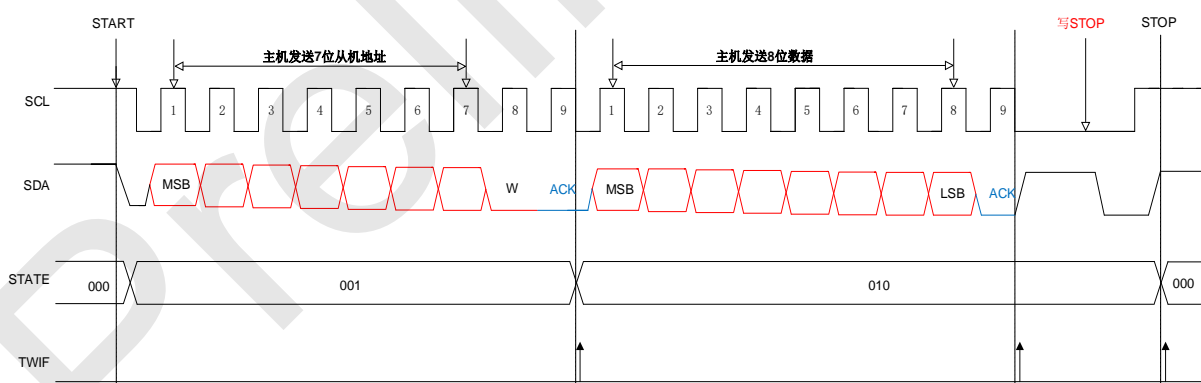 START
写STOP
STOP
主机发送7位从机地址
主机发送8位数据
SCL
1 2 3 4 5 6 7 8 9 1 2 3 4 5 6 7 8 9
SDA
MSB W ACK MSB LSB ACK
STATE
000 001 010 000
TWIF